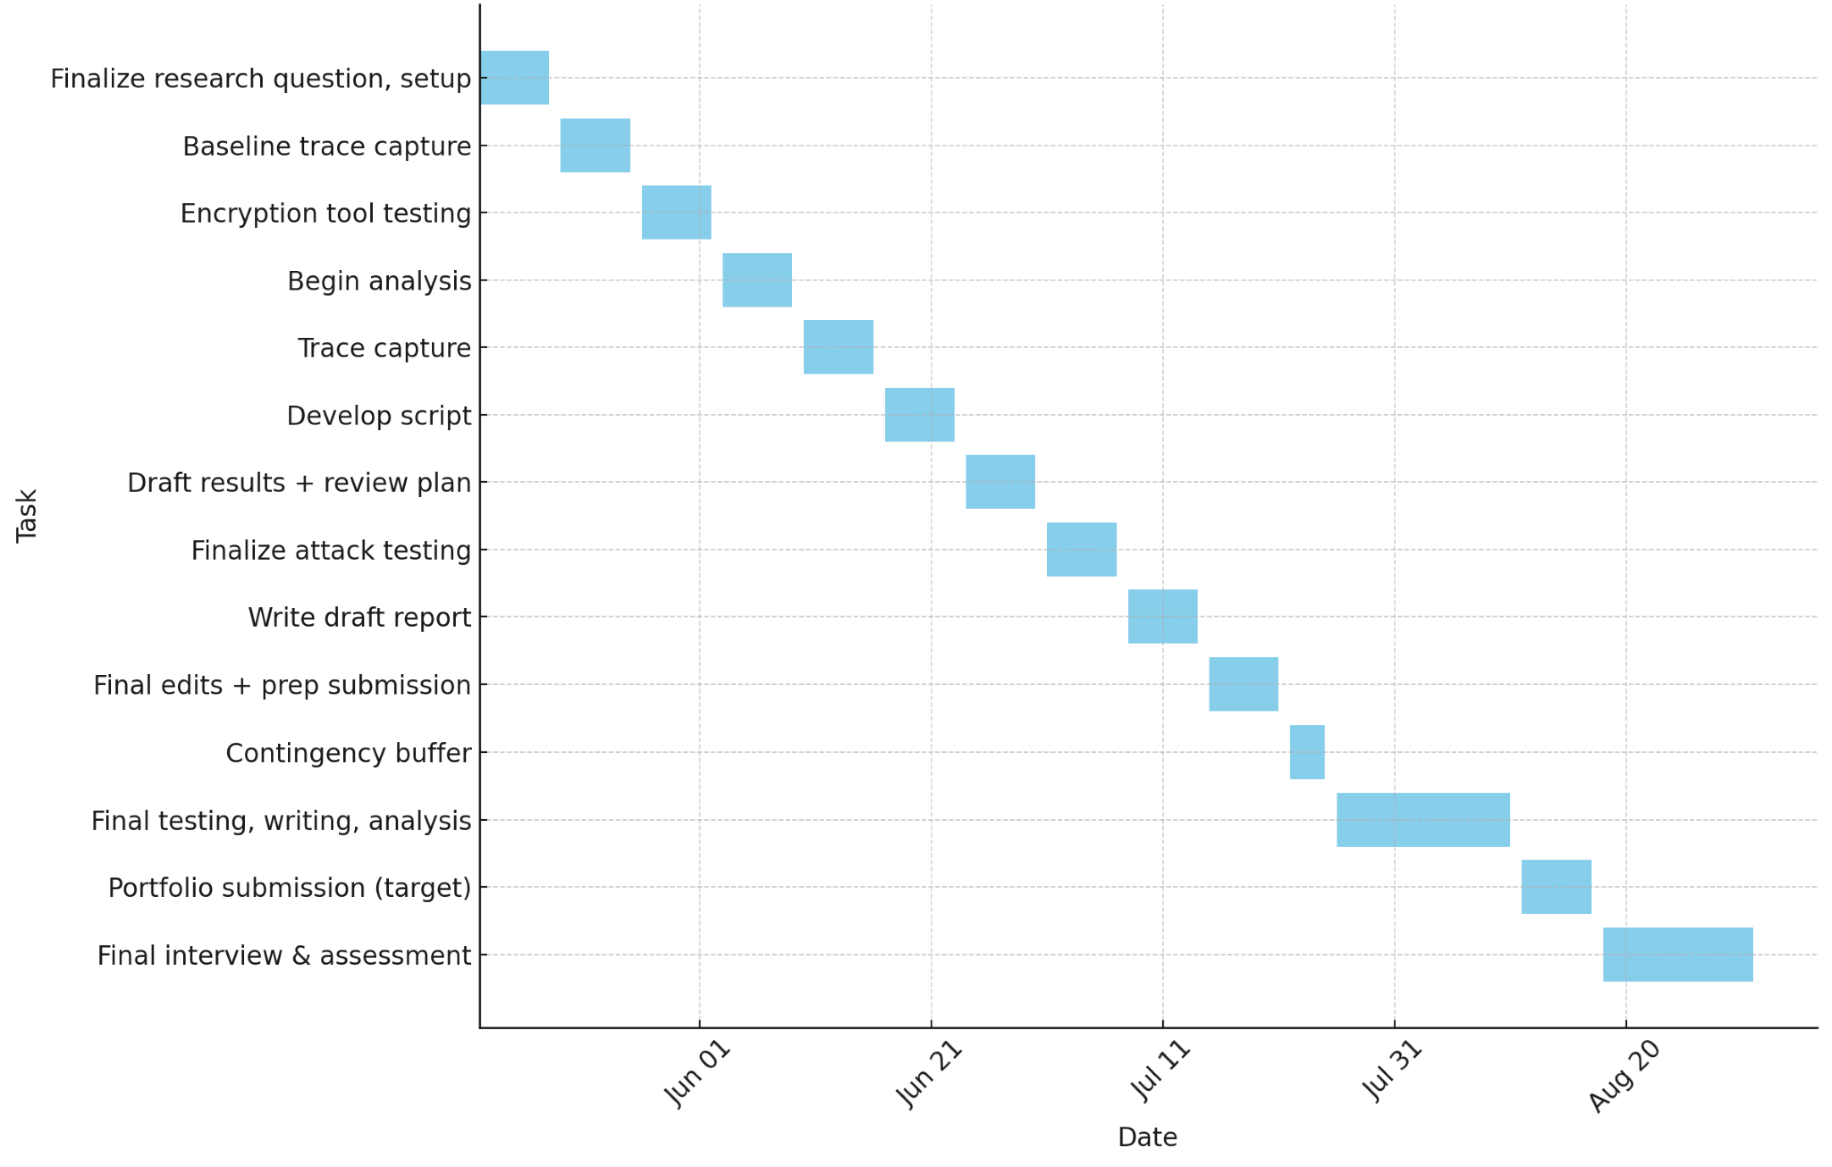 Finalize research question, setup
Baseline trace capture
Encryption tool testing
Begin analysis
Trace capture
Develop script
Draft results + review plan
Finalize attack testing
Write draft report
Final edits + prep submission
Contingency buffer
Final testing, writing, analysis
Portfolio submission (target)
Final interview & assessment
Task
Jun 01
Jun 21
Jul 11
Jul 31
Aug 20
Date